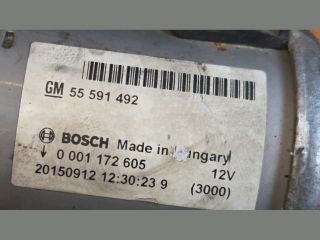 GM 55 591 492
BOSCH Made in Hungary
0 001 172 605 12V
20150912 12:30:23 9 (3000)